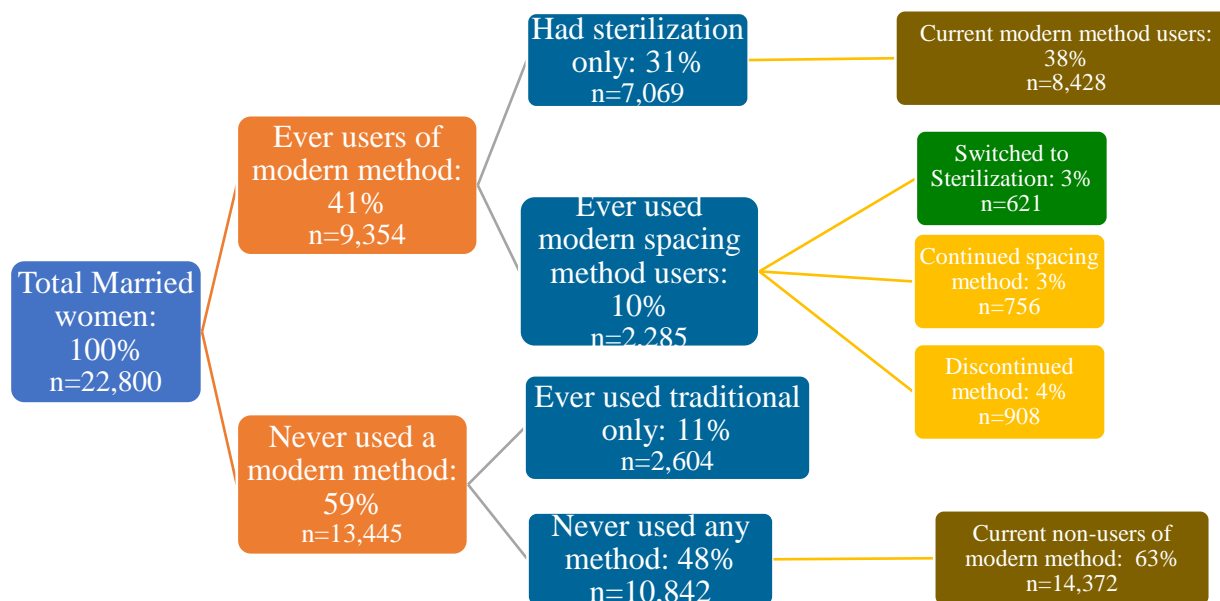 Total Married
women:
100%
n=22,800
Ever users of
modern method:
41%
n=9,354
Never used a
modern method:
59%
n=13,445
Had sterilization
only: 31%
n=7,069
Ever used
modern spacing
method users:
10%
n=2,285
Ever used traditional
only: 11%
n=2,604
Never used any
method: 48%
n=10,842
Current modern method users:
38%
n=8,428
Switched to
Sterilization: 3%
n=621
Continued spacing
method: 3%
n=756
Discontinued
method: 4%
n=908
Current non-users of
modern method: 63%
n=14,372